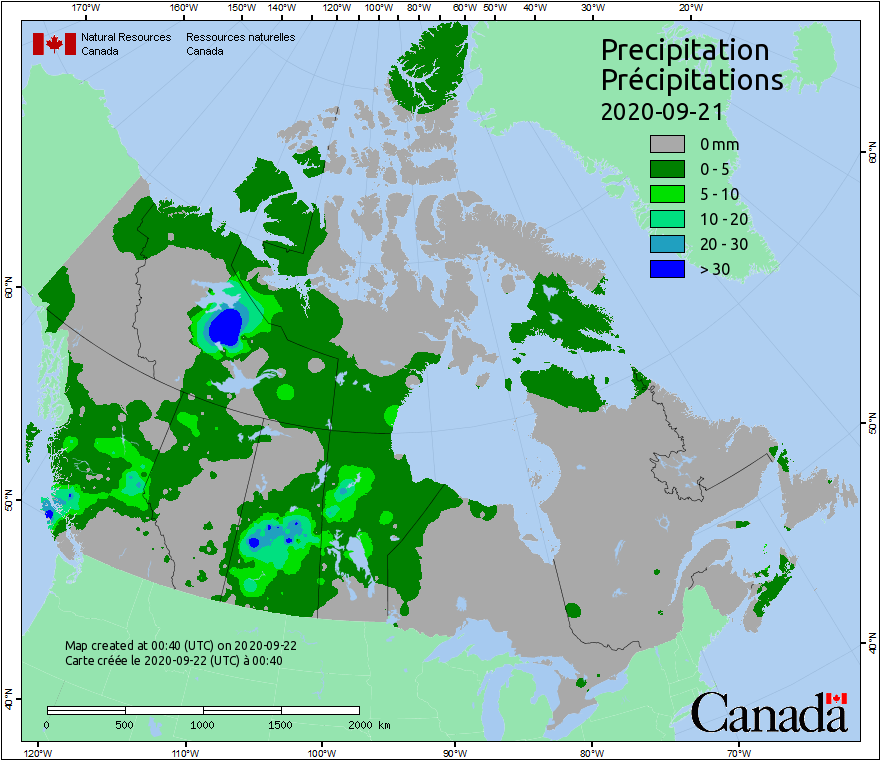 170°W 160°W 150°W 140°W 120°W 100°W 80°W 60°W 50°W 40°W 30°W 20°W
Natural Resources Ressources naturelles
Canada Canada
Precipitation
Précipitations
2020-09-21
0 mm
0 - 5
5 - 10
10 - 20
20 - 30
> 30
60°N
60°N
50°N
50°N
40°N
40°N
Map created at 00:40 (UTC) on 2020-09-22
Carte créée le 2020-09-22 (UTC) à 00:40
0 500 1000 1500 2000 km
Canada
120°W 110°W 100°W 90°W 80°W 70°W